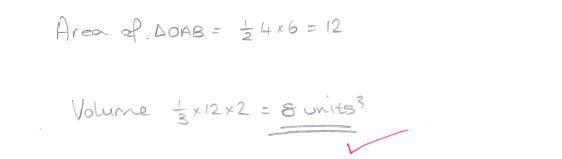 Area of ΔOAB = ½ 4×6 = 12
Volume ⅓×12×2 = 8 units³